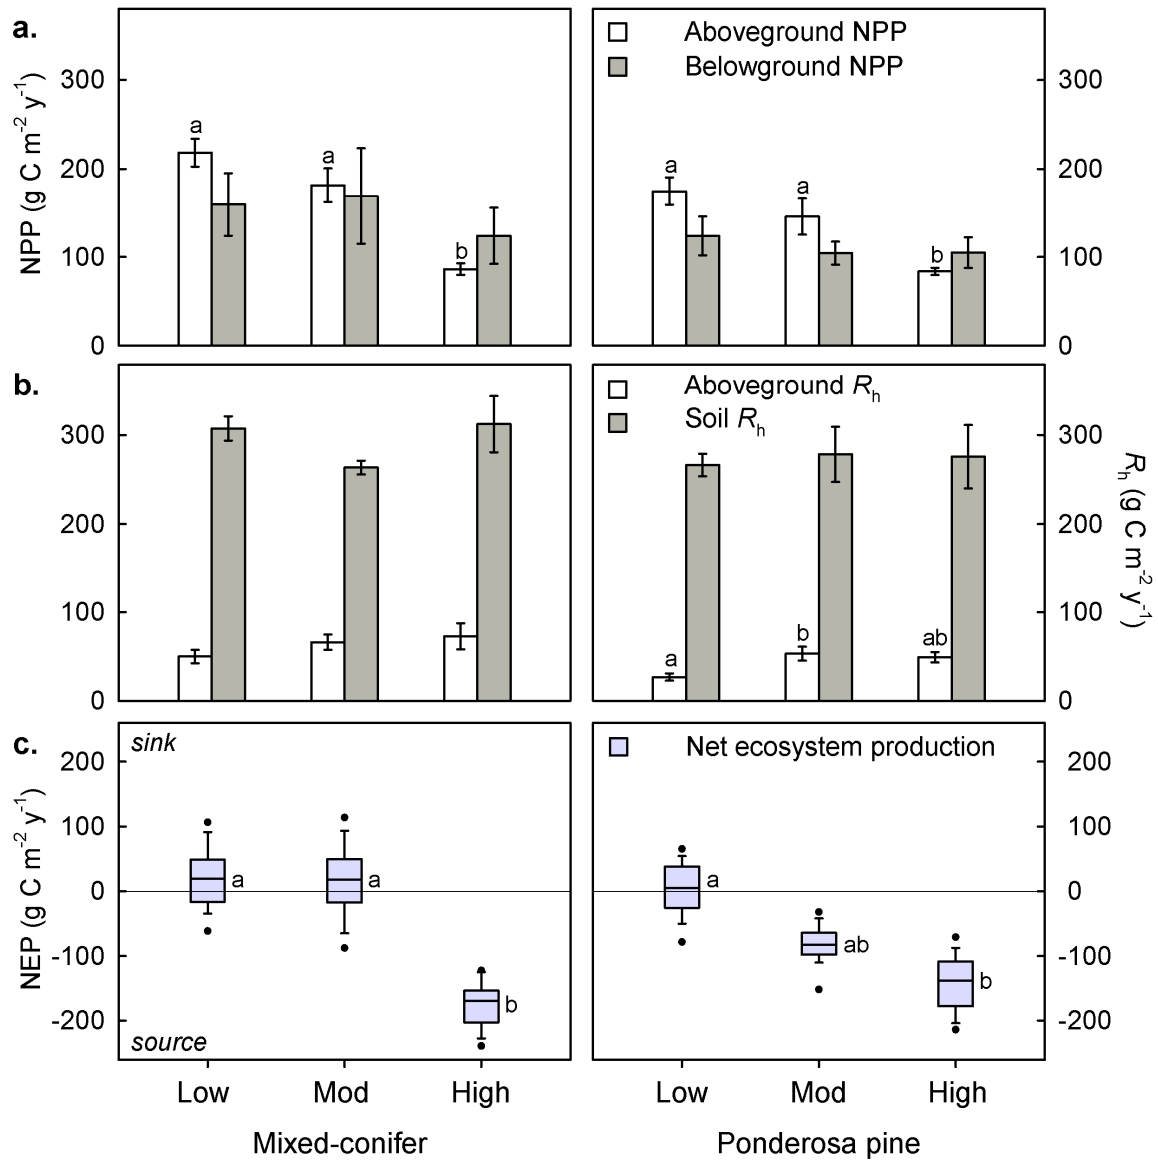 a.
Aboveground NPP
Belowground NPP
NPP (g C m⁻² y⁻¹)
300 300
200 200
100 100
0 0
a a b a a b
b.
Aboveground Rₕ
Soil Rₕ
Rₕ (g C m⁻² y⁻¹)
300 300
200 200
100 100
0 0
a b ab
c.
sink
Net ecosystem production
NEP (g C m⁻² y⁻¹)
200 200
100 100
0 0
-100 -100
-200 -200
a a b a ab b
source
Low Mod High Low Mod High
Mixed-conifer Ponderosa pine